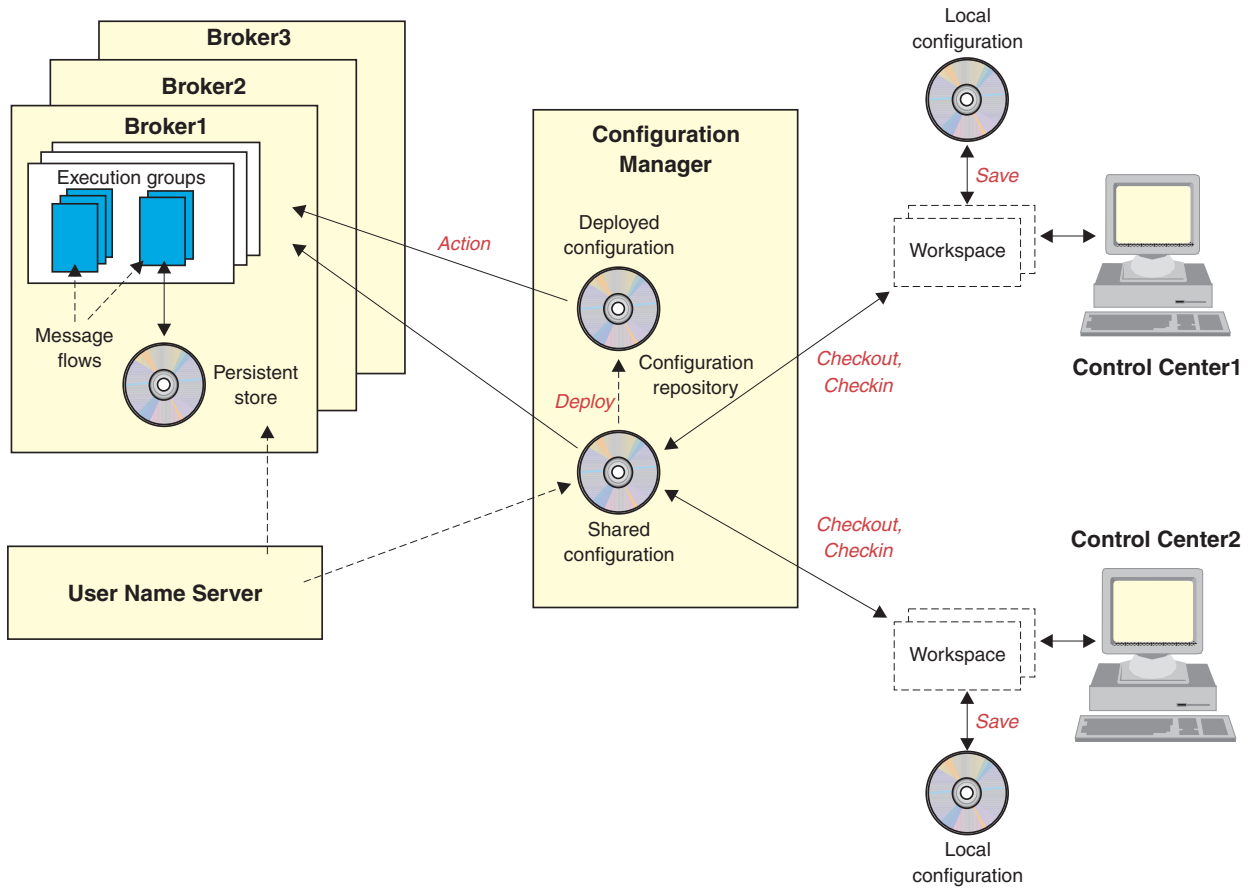 Broker3
Broker2
Broker1
Execution groups
Message
flows
Persistent
store
User Name Server
Action
Configuration
Manager
Deployed
configuration
Configuration
repository
Deploy
Shared
configuration
Local
configuration
Save
Workspace
Checkout,
Checkin
Control Center1
Checkout,
Checkin
Control Center2
Workspace
Save
Local
configuration